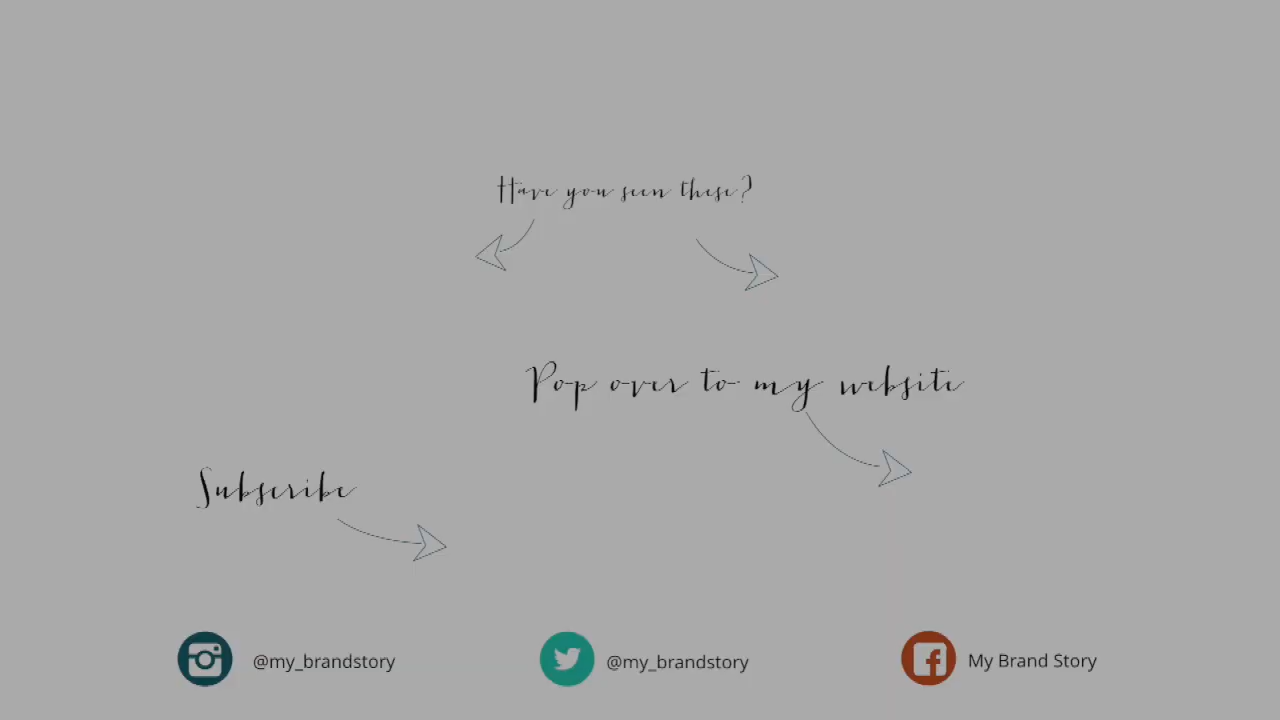 Have you seen these?
Pop over to my website
Subscribe
@my_brandstory
@my_brandstory
My Brand Story